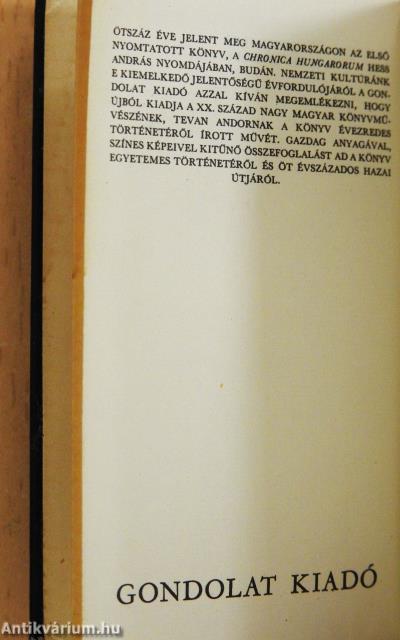 ÖTSZÁZ ÉVE JELENT MEG MAGYARORSZÁGON AZ ELSŐ
NYOMTATOTT KÖNYV, A CHRONICA HUNGARORUM HESS
ANDRÁS NYOMDÁJÁBAN, BUDÁN. NEMZETI KULTÚRÁNK
E KIEMELKEDŐ JELENTŐSÉGŰ ÉVFORDULÓJÁRÓL A GON-
DOLAT KIADÓ AZZAL KÍVÁN MEGEMLÉKEZNI, HOGY
ÚJBÓL KIADJA A XX. SZÁZAD NAGY MAGYAR KÖNYVMŰ-
VÉSZÉNEK, TEVAN ANDORNAK A KÖNYV ÉVEZREDES
TÖRTÉNETÉRŐL ÍROTT MŰVÉT. GAZDAG ANYAGÁVAL,
SZÍNES KÉPEIVEL KITŰNŐ ÖSSZEFOGLALÁST AD A KÖNYV
EGYETEMES TÖRTÉNETÉRŐL ÉS ÖT ÉVSZÁZADOS HAZAI
ÚTJÁRÓL.
GONDOLAT KIADÓ
Antikvárium.hu